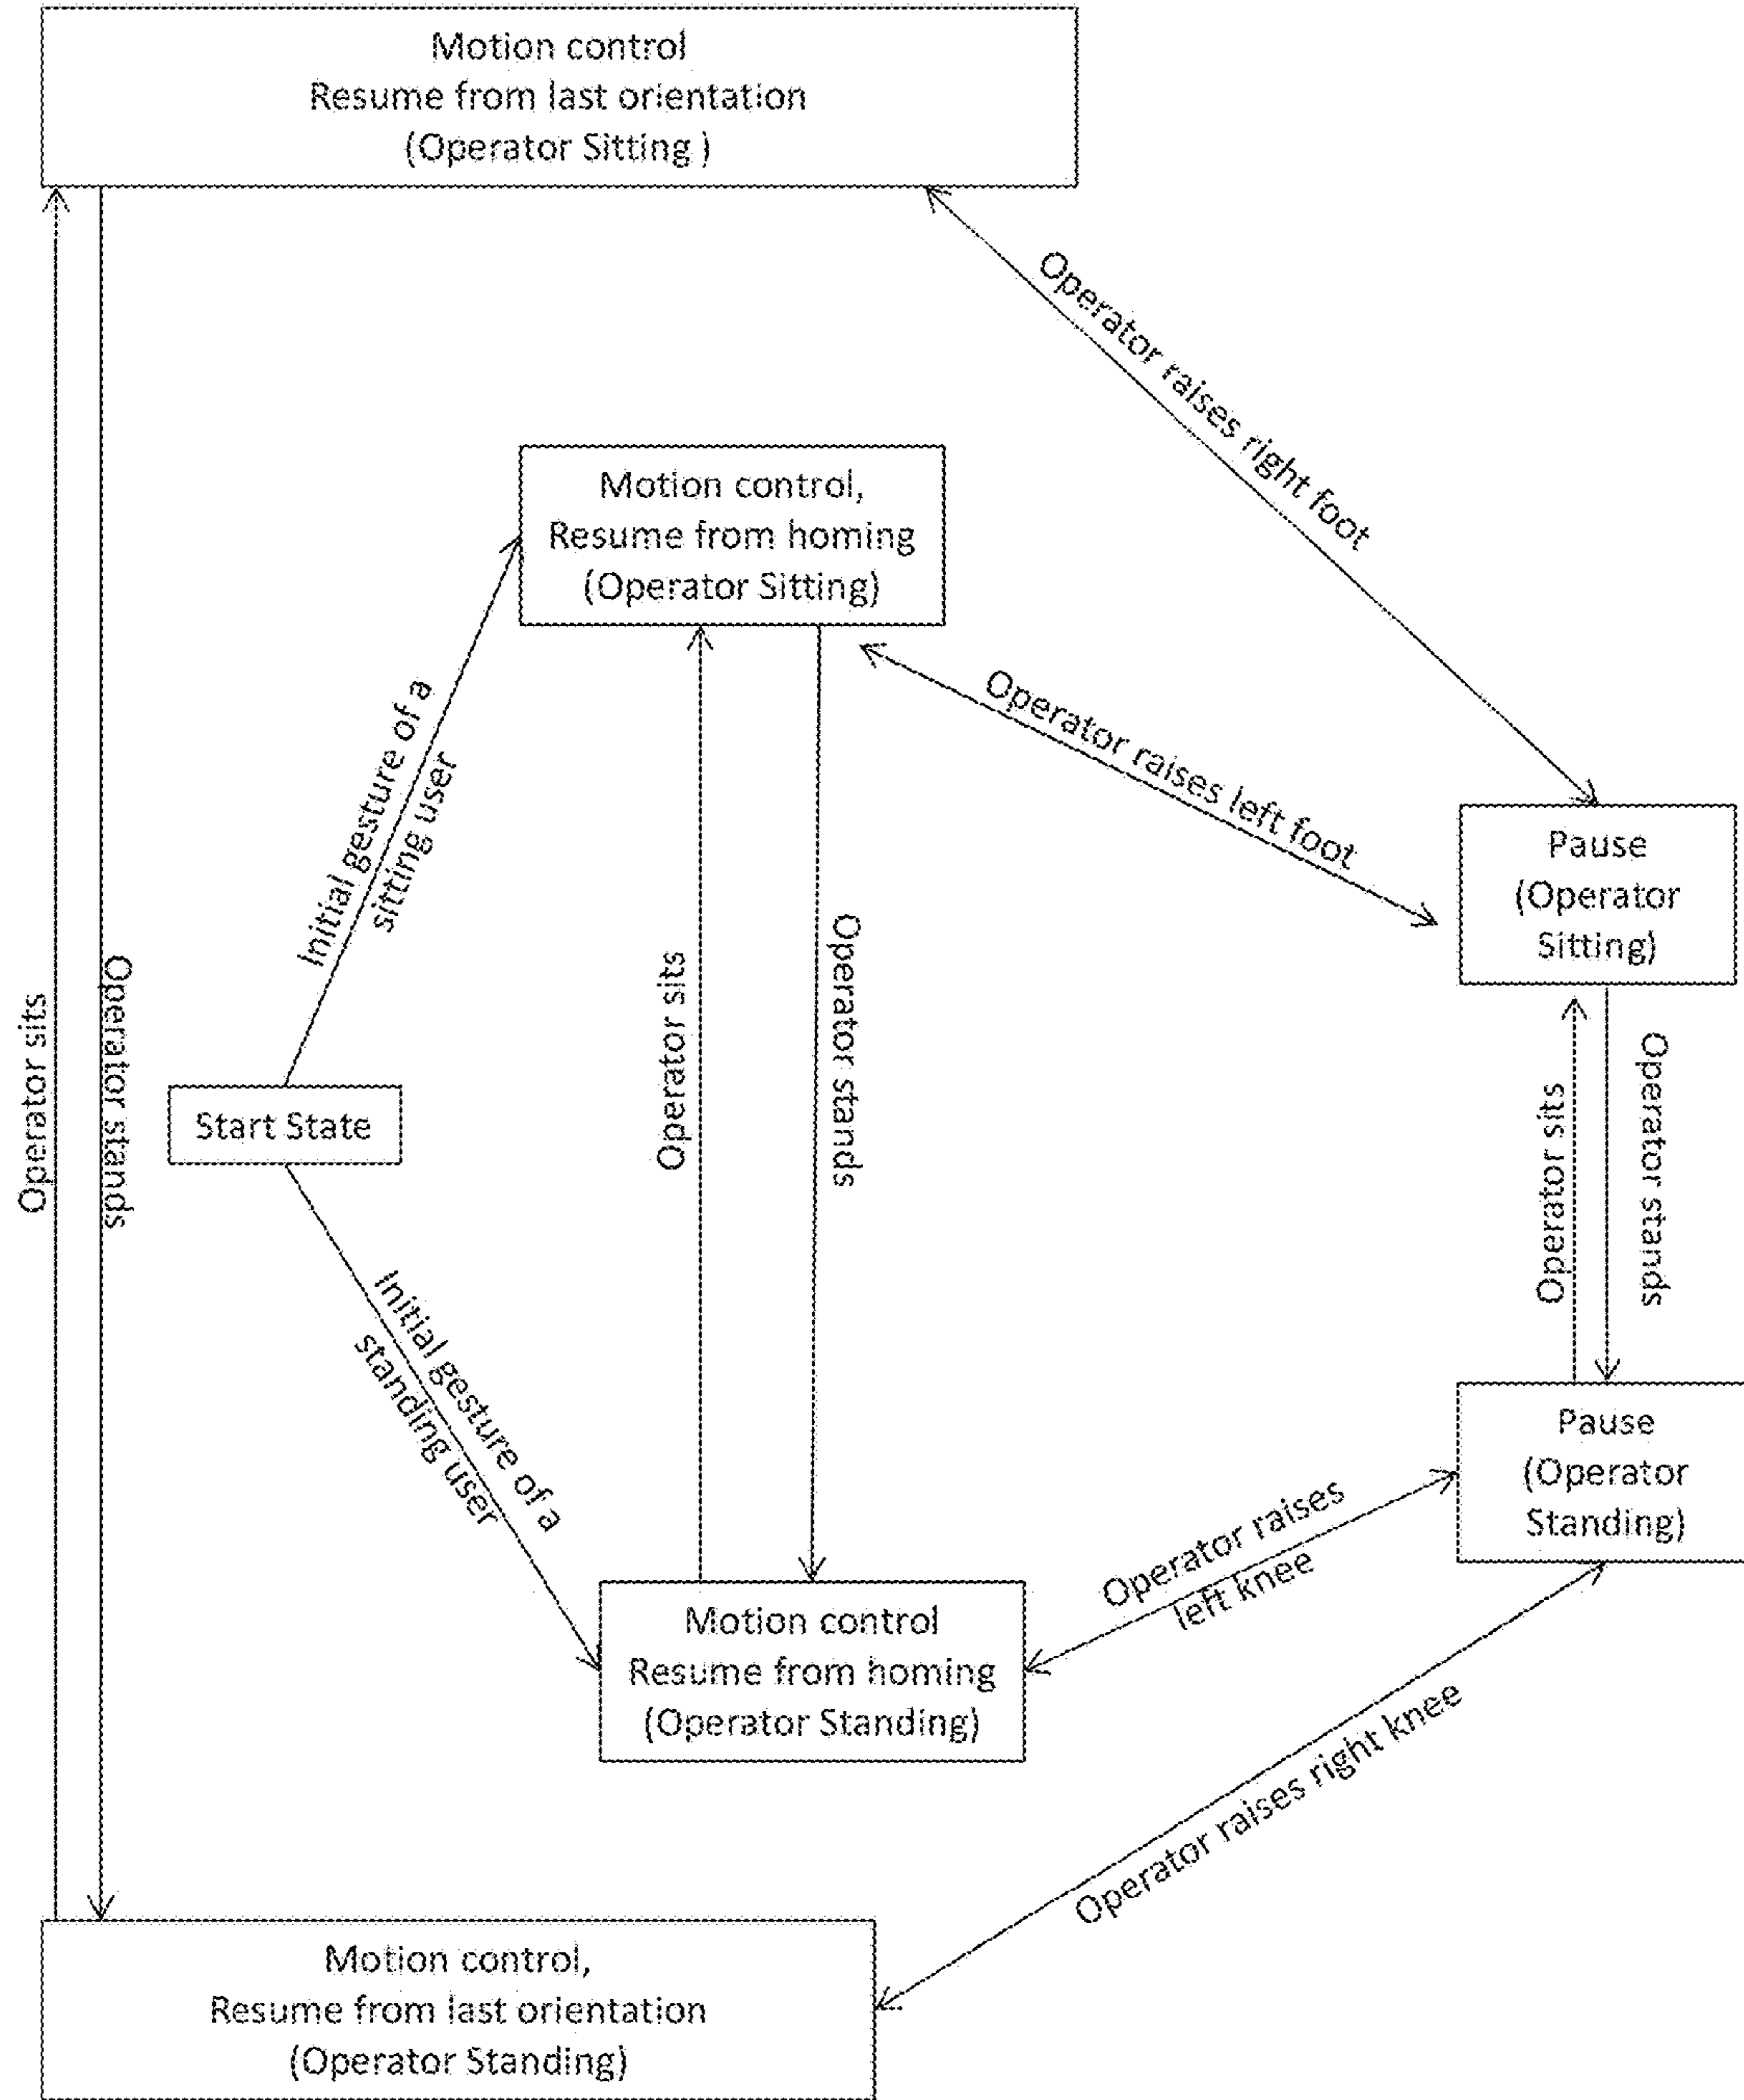 Motion control
Resume from last orientation
(Operator Sitting )
Operator raises right foot
Motion control,
Resume from homing
(Operator Sitting)
Operator raises left foot
Initial gesture of a
sitting user
Pause
(Operator
Sitting)
Operator sits
Operator stands
Operator sits
Operator stands
Operator sits
Operator stands
Start State
Initial gesture of a
standing user
Pause
(Operator
Standing)
Operator raises
left knee
Motion control
Resume from homing
(Operator Standing)
Operator raises right knee
Motion control,
Resume from last orientation
(Operator Standing)